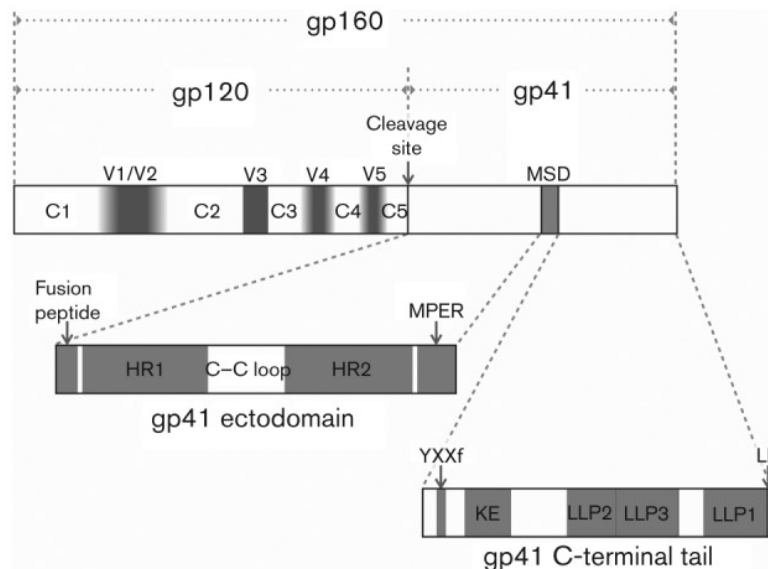 gp160
gp120 gp41
Cleavage
site
V1/V2 V3 V4 V5 MSD
C1 C2 C3 C4 C5
Fusion
peptide
MPER
HR1 C–C loop HR2
gp41 ectodomain
YXXf
KE LLP2 LLP3 LLP1
gp41 C-terminal tail